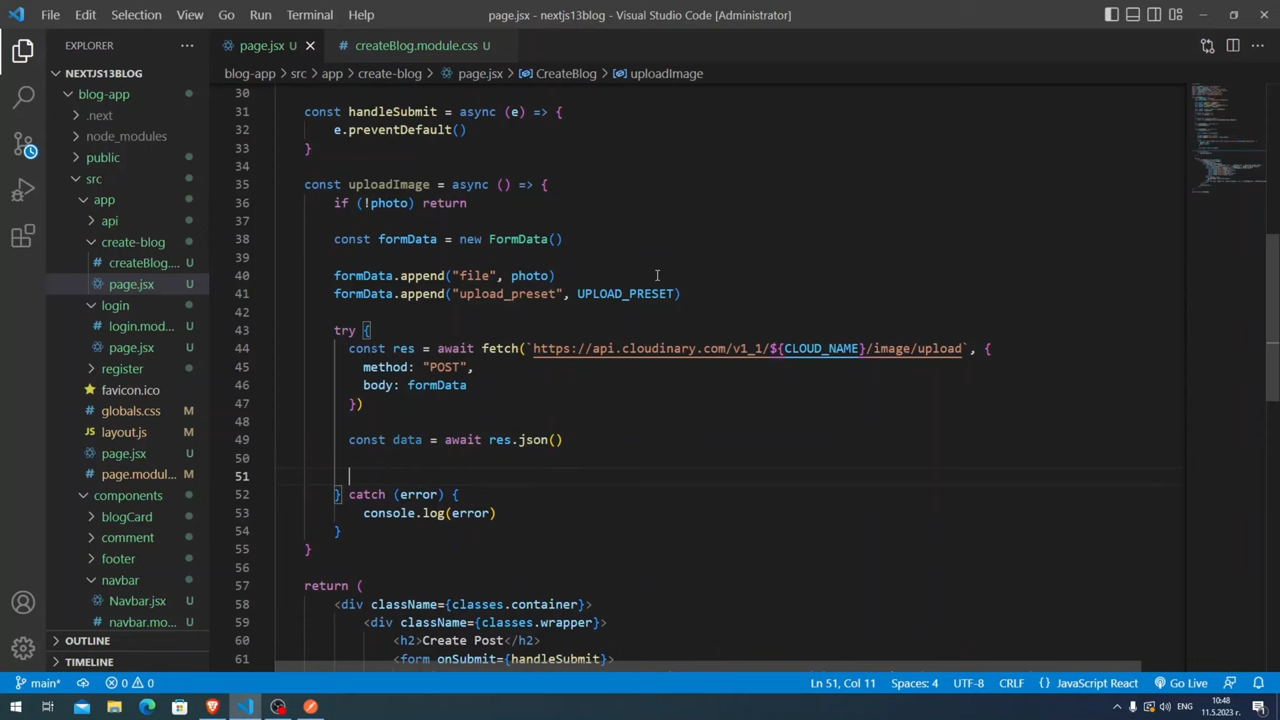 File Edit Selection View Go Run Terminal Help
page.jsx - nextjs13blog - Visual Studio Code [Administrator]
EXPLORER
page.jsx U
createBlog.module.css U
NEXTJS13BLOG
blog-app > src > app > create-blog > page.jsx > CreateBlog > uploadImage
blog-app
.next
node_modules
public
src
app
api
create-blog
createBlog.... U
page.jsx U
login
login.mod... U
page.jsx U
register
favicon.ico
globals.css M
layout.js M
page.jsx
page.modul... M
components
blogCard
comment
footer
navbar
Navbar.jsx U
navbar.mo... U
OUTLINE
TIMELINE
30
31 const handleSubmit = async (e) => {
32 e.preventDefault()
33 }
34
35 const uploadImage = async () => {
36 if (!photo) return
37
38 const formData = new FormData()
39
40 formData.append("file", photo)
41 formData.append("upload_preset", UPLOAD_PRESET)
42
43 try {
44 const res = await fetch(`https://api.cloudinary.com/v1_1/${CLOUD_NAME}/image/upload`, {
45 method: "POST",
46 body: formData
47 })
48
49 const data = await res.json()
50
51
52 } catch (error) {
53 console.log(error)
54 }
55 }
56
57 return (
58 <div className={classes.container}>
59 <div className={classes.wrapper}>
60 <h2>Create Post</h2>
61 <form onSubmit={handleSubmit}>
main* 0 0 Ln 51, Col 11 Spaces: 4 UTF-8 CRLF {} JavaScript React Go Live
ENG 10:48
11.5.2023 г.